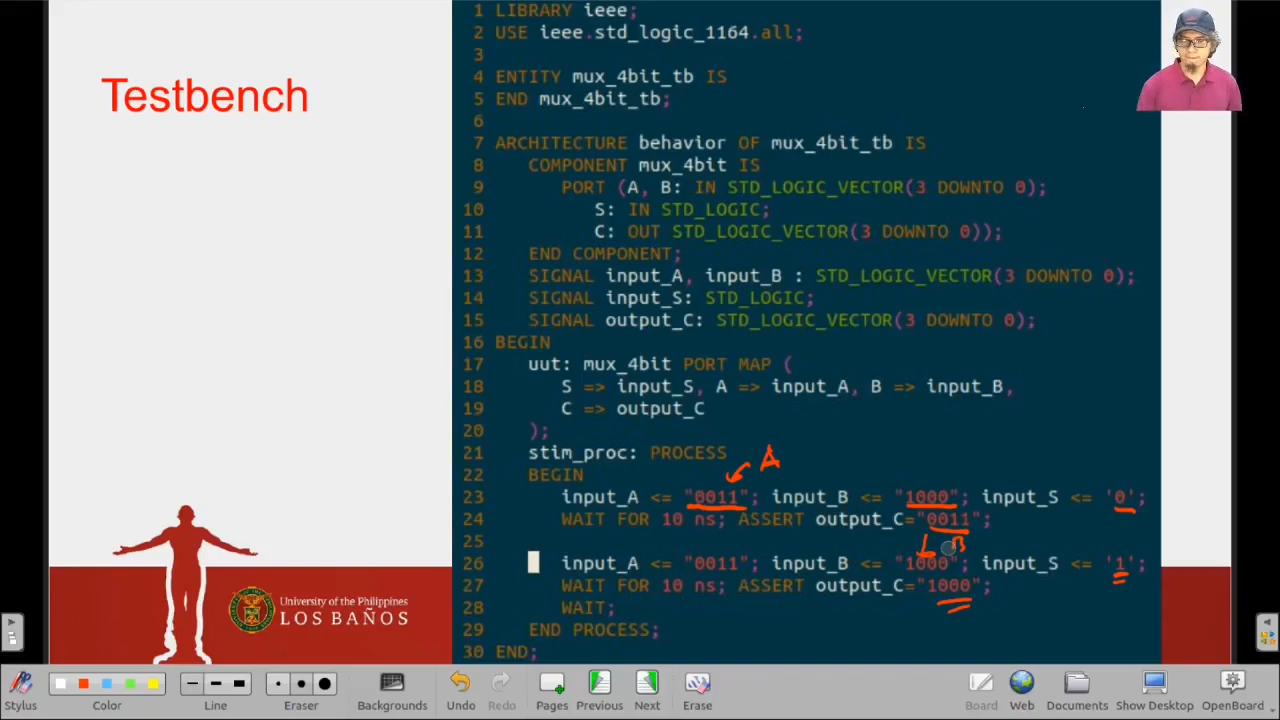 Testbench
1 LIBRARY ieee;
2 USE ieee.std_logic_1164.all;
3
4 ENTITY mux_4bit_tb IS
5 END mux_4bit_tb;
6
7 ARCHITECTURE behavior OF mux_4bit_tb IS
8 COMPONENT mux_4bit IS
9 PORT (A, B: IN STD_LOGIC_VECTOR(3 DOWNTO 0);
10 S: IN STD_LOGIC;
11 C: OUT STD_LOGIC_VECTOR(3 DOWNTO 0));
12 END COMPONENT;
13 SIGNAL input_A, input_B : STD_LOGIC_VECTOR(3 DOWNTO 0);
14 SIGNAL input_S: STD_LOGIC;
15 SIGNAL output_C: STD_LOGIC_VECTOR(3 DOWNTO 0);
16 BEGIN
17 uut: mux_4bit PORT MAP (
18 S => input_S, A => input_A, B => input_B,
19 C => output_C
20 );
21 stim_proc: PROCESS
A
22 BEGIN
23 input_A <= "0011"; input_B <= "1000"; input_S <= '0';
24 WAIT FOR 10 ns; ASSERT output_C="0011";
25
B
26 input_A <= "0011"; input_B <= "1000"; input_S <= '1';
27 WAIT FOR 10 ns; ASSERT output_C="1000";
28 WAIT;
29 END PROCESS;
30 END;
University of the Philippines
LOS BAÑOS
Stylus Color Line Eraser Backgrounds Undo Redo Pages Previous Next Erase Board Web Documents Show Desktop OpenBoard